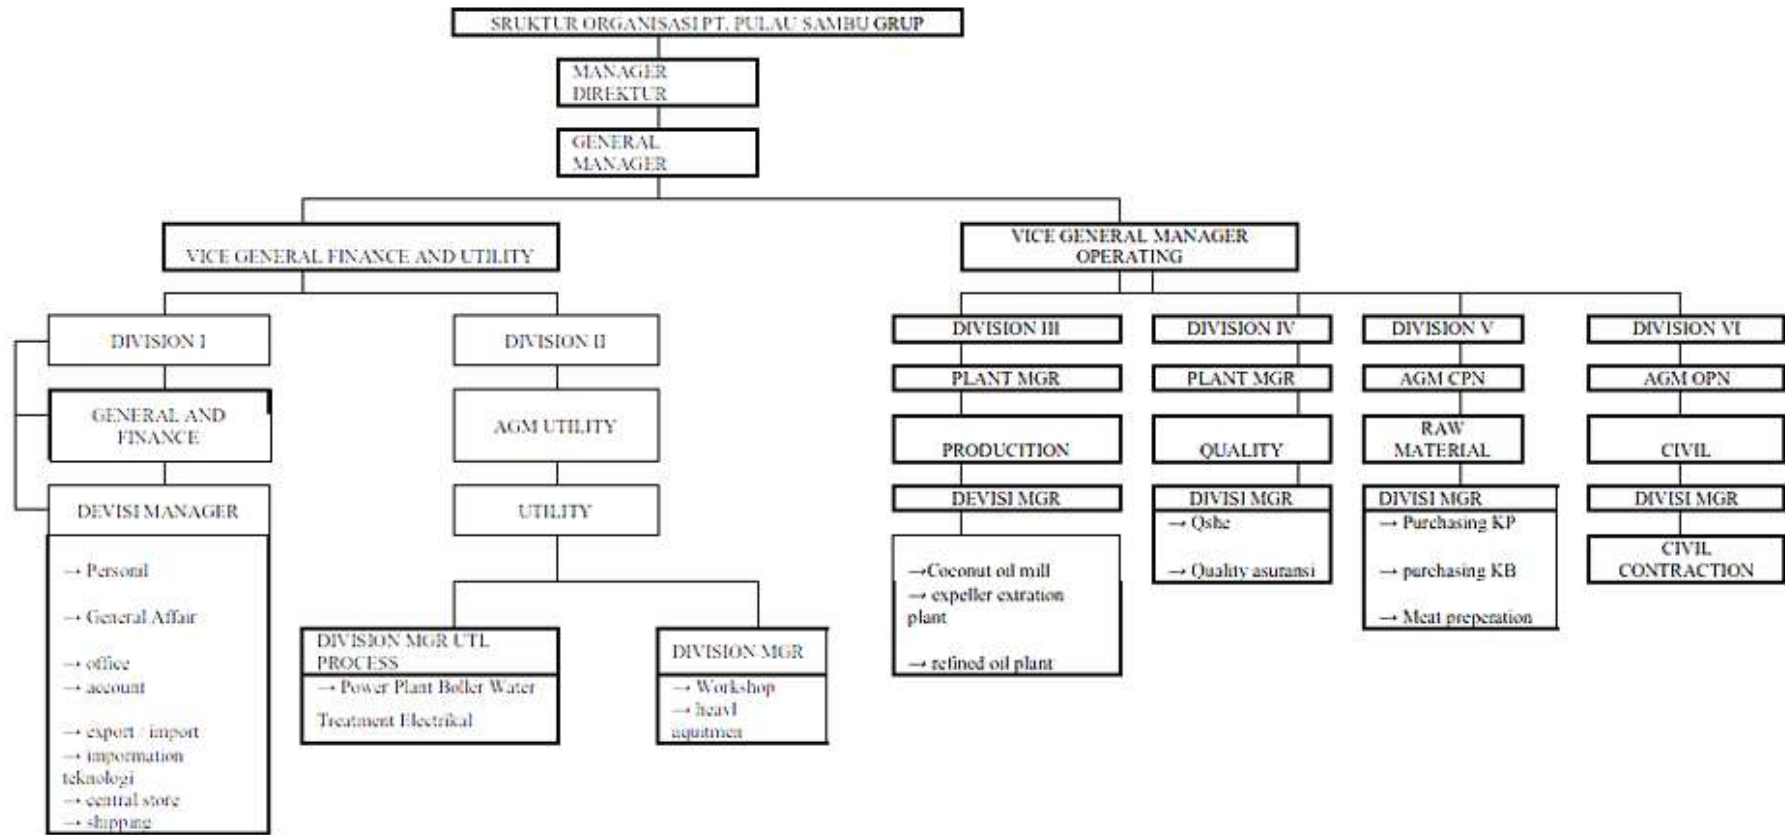 SRUKTUR ORGANISASI PT. PULAU SAMBU GRUP
MANAGER
DIREKTUR
GENERAL
MANAGER
VICE GENERAL FINANCE AND UTILITY
VICE GENERAL MANAGER
OPERATING
DIVISION I
DIVISION II
DIVISION III
DIVISION IV
DIVISION V
DIVISION VI
GENERAL AND
FINANCE
AGM UTILITY
PLANT MGR
PLANT MGR
AGM CPN
AGM OPN
PRODUCITION
QUALITY
RAW
MATERIAL
CIVIL
DEVISI MANAGER
→ Personil
→ General Affair
→ office
→ account
→ export / import
→ impormation
teknologi
→ central store
→ shipping
UTILITY
DIVISION MGR UTL
PROCESS
→ Power Plant Boller Water
Treatment Electrikal
DIVISION MGR
→ Workshop
→ heavI
aquitmen
DEVISI MGR
→Coconut oil mill
→ expeller extration
plant
→ refined oil plant
DIVISI MGR
→ Qshe
→ Quality asuransi
DIVISI MGR
→ Purchasing KP
→ purchasing KB
→ Meat preperation
DIVISI MGR
CIVIL
CONTRACTION